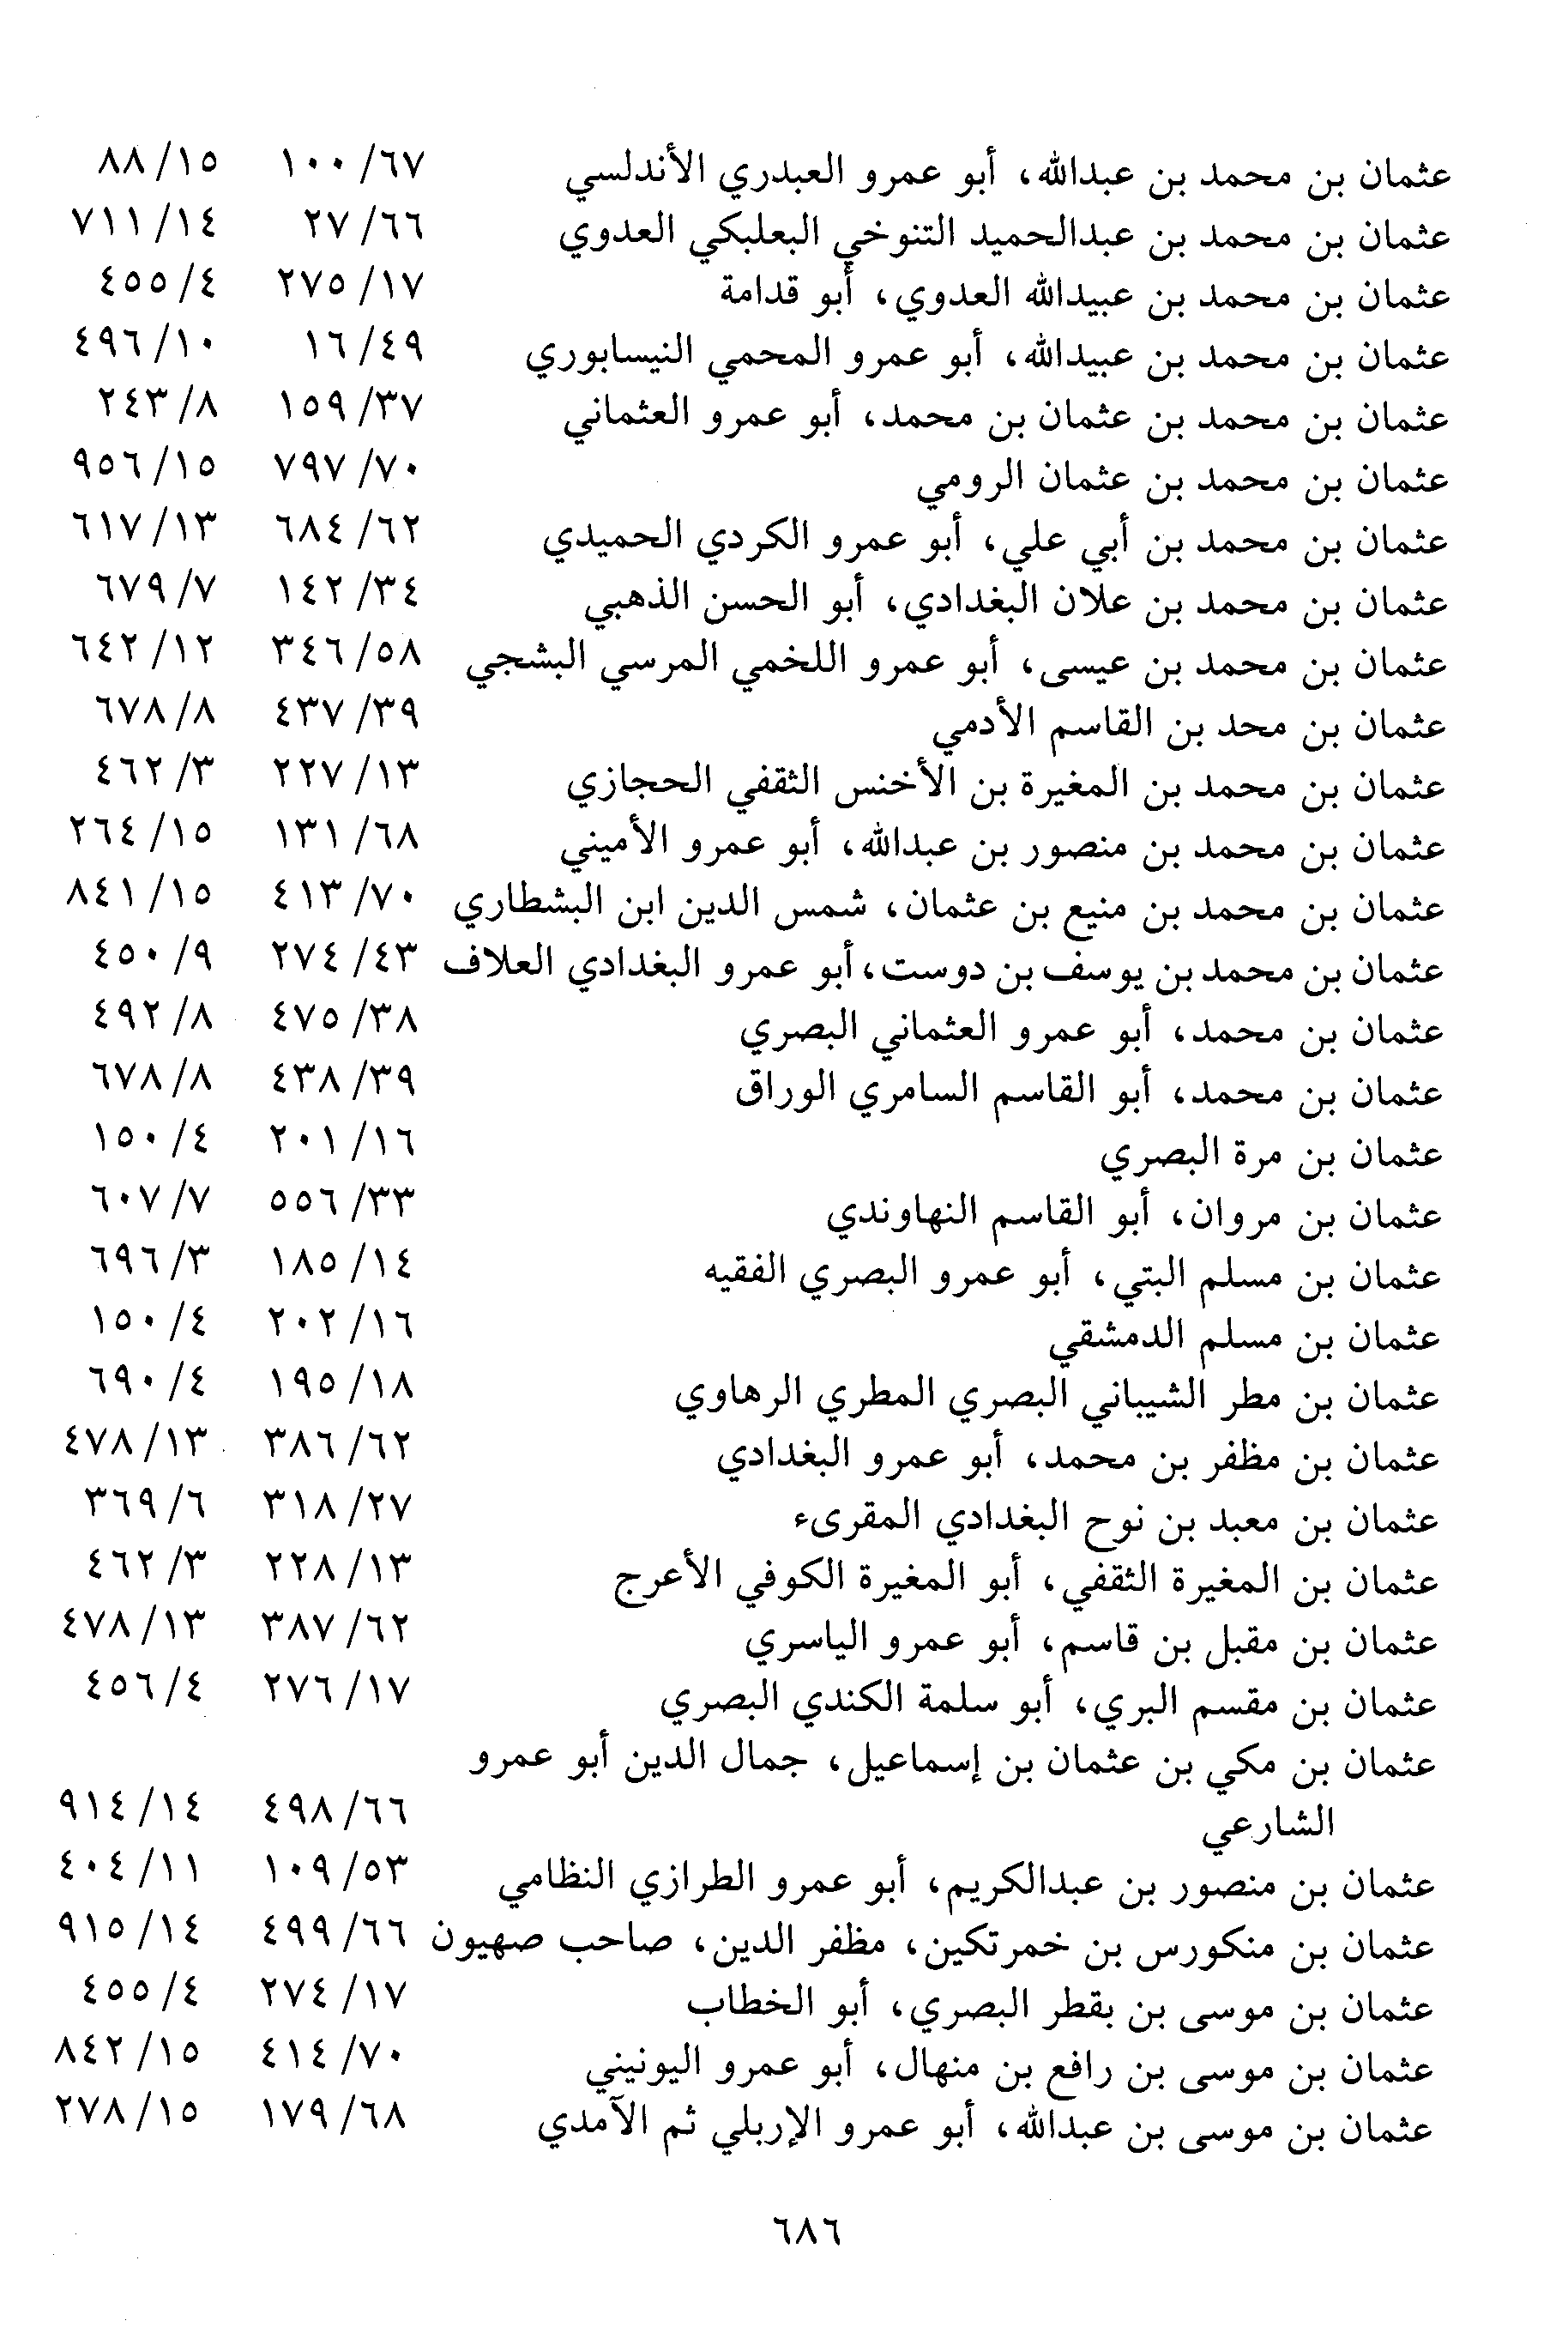 عثمان بن محمد بن عبدالله، أبو عمرو العبدري الأندلسي ٦٧/ ١٠٠ ١٥/ ٨٨
عثمان بن محمد بن عبدالحميد التنوخي البعلبكي العدوي ٦٦/ ٢٧ ١٤/ ٧١١
عثمان بن محمد بن عبيدالله العدوي، أبو قدامة ١٧/ ٢٧٥ ٤/ ٤٥٥
عثمان بن محمد بن عبيدالله، أبو عمرو المحمي النيسابوري ٤٩/ ١٦ ١٠/ ٤٩٦
عثمان بن محمد بن عثمان بن محمد، أبو عمرو العثماني ٣٧/ ١٥٩ ٨/ ٢٤٣
عثمان بن محمد بن عثمان الرومي ٧٠/ ٧٩٧ ١٥/ ٩٥٦
عثمان بن محمد بن أبي علي، أبو عمرو الكردي الحميدي ٦٢/ ٦٨٤ ١٣/ ٦١٧
عثمان بن محمد بن علان البغدادي، أبو الحسن الذهبي ٣٤/ ١٤٢ ٧/ ٦٧٩
عثمان بن محمد بن عيسى، أبو عمرو اللخمي المرسي البشجي ٥٨/ ٣٤٦ ١٢/ ٦٤٢
عثمان بن محد بن القاسم الأدمي ٣٩/ ٤٣٧ ٨/ ٦٧٨
عثمان بن محمد بن المغيرة بن الأخنس الثقفي الحجازي ١٣/ ٢٢٧ ٣/ ٤٦٢
عثمان بن محمد بن منصور بن عبدالله، أبو عمرو الأميني ٦٨/ ١٣١ ١٥/ ٢٦٤
عثمان بن محمد بن منيع بن عثمان، شمس الدين ابن البشطاري ٧٠/ ٤١٣ ١٥/ ٨٤١
عثمان بن محمد بن يوسف بن دوست، أبو عمرو البغدادي العلاف ٤٣/ ٢٧٤ ٩/ ٤٥٠
عثمان بن محمد، أبو عمرو العثماني البصري ٣٨/ ٤٧٥ ٨/ ٤٩٢
عثمان بن محمد، أبو القاسم السامري الوراق ٣٩/ ٤٣٨ ٨/ ٦٧٨
عثمان بن مرة البصري ١٦/ ٢٠١ ٤/ ١٥٠
عثمان بن مروان، أبو القاسم النهاوندي ٣٣/ ٥٥٦ ٧/ ٦٠٧
عثمان بن مسلم البتي، أبو عمرو البصري الفقيه ١٤/ ١٨٥ ٣/ ٦٩٦
عثمان بن مسلم الدمشقي ١٦/ ٢٠٢ ٤/ ١٥٠
عثمان بن مطر الشيباني البصري المطري الرهاوي ١٨/ ١٩٥ ٤/ ٦٩٠
عثمان بن مظفر بن محمد، أبو عمرو البغدادي ٦٢/ ٣٨٦ ١٣/ ٤٧٨
عثمان بن معبد بن نوح البغدادي المقرىء ٢٧/ ٣١٨ ٦/ ٣٦٩
عثمان بن المغيرة الثقفي، أبو المغيرة الكوفي الأعرج ١٣/ ٢٢٨ ٣/ ٤٦٢
عثمان بن مقبل بن قاسم، أبو عمرو الياسري ٦٢/ ٣٨٧ ١٣/ ٤٧٨
عثمان بن مقسم البري، أبو سلمة الكندي البصري ١٧/ ٢٧٦ ٤/ ٤٥٦
عثمان بن مكي بن عثمان بن إسماعيل، جمال الدين أبو عمرو
الشارعي ٦٦/ ٤٩٨ ١٤/ ٩١٤
عثمان بن منصور بن عبدالكريم، أبو عمرو الطرازي النظامي ٥٣/ ١٠٩ ١١/ ٤٠٤
عثمان بن منكورس بن خمرتكين، مظفر الدين، صاحب صهيون ٦٦/ ٤٩٩ ١٤/ ٩١٥
عثمان بن موسى بن بقطر البصري، أبو الخطاب ١٧/ ٢٧٤ ٤/ ٤٥٥
عثمان بن موسى بن رافع بن منهال، أبو عمرو اليونيني ٧٠/ ٤١٤ ١٥/ ٨٤٢
عثمان بن موسى بن عبدالله، أبو عمرو الإربلي ثم الآمدي ٦٨/ ١٧٩ ١٥/ ٢٧٨
٦٨٦